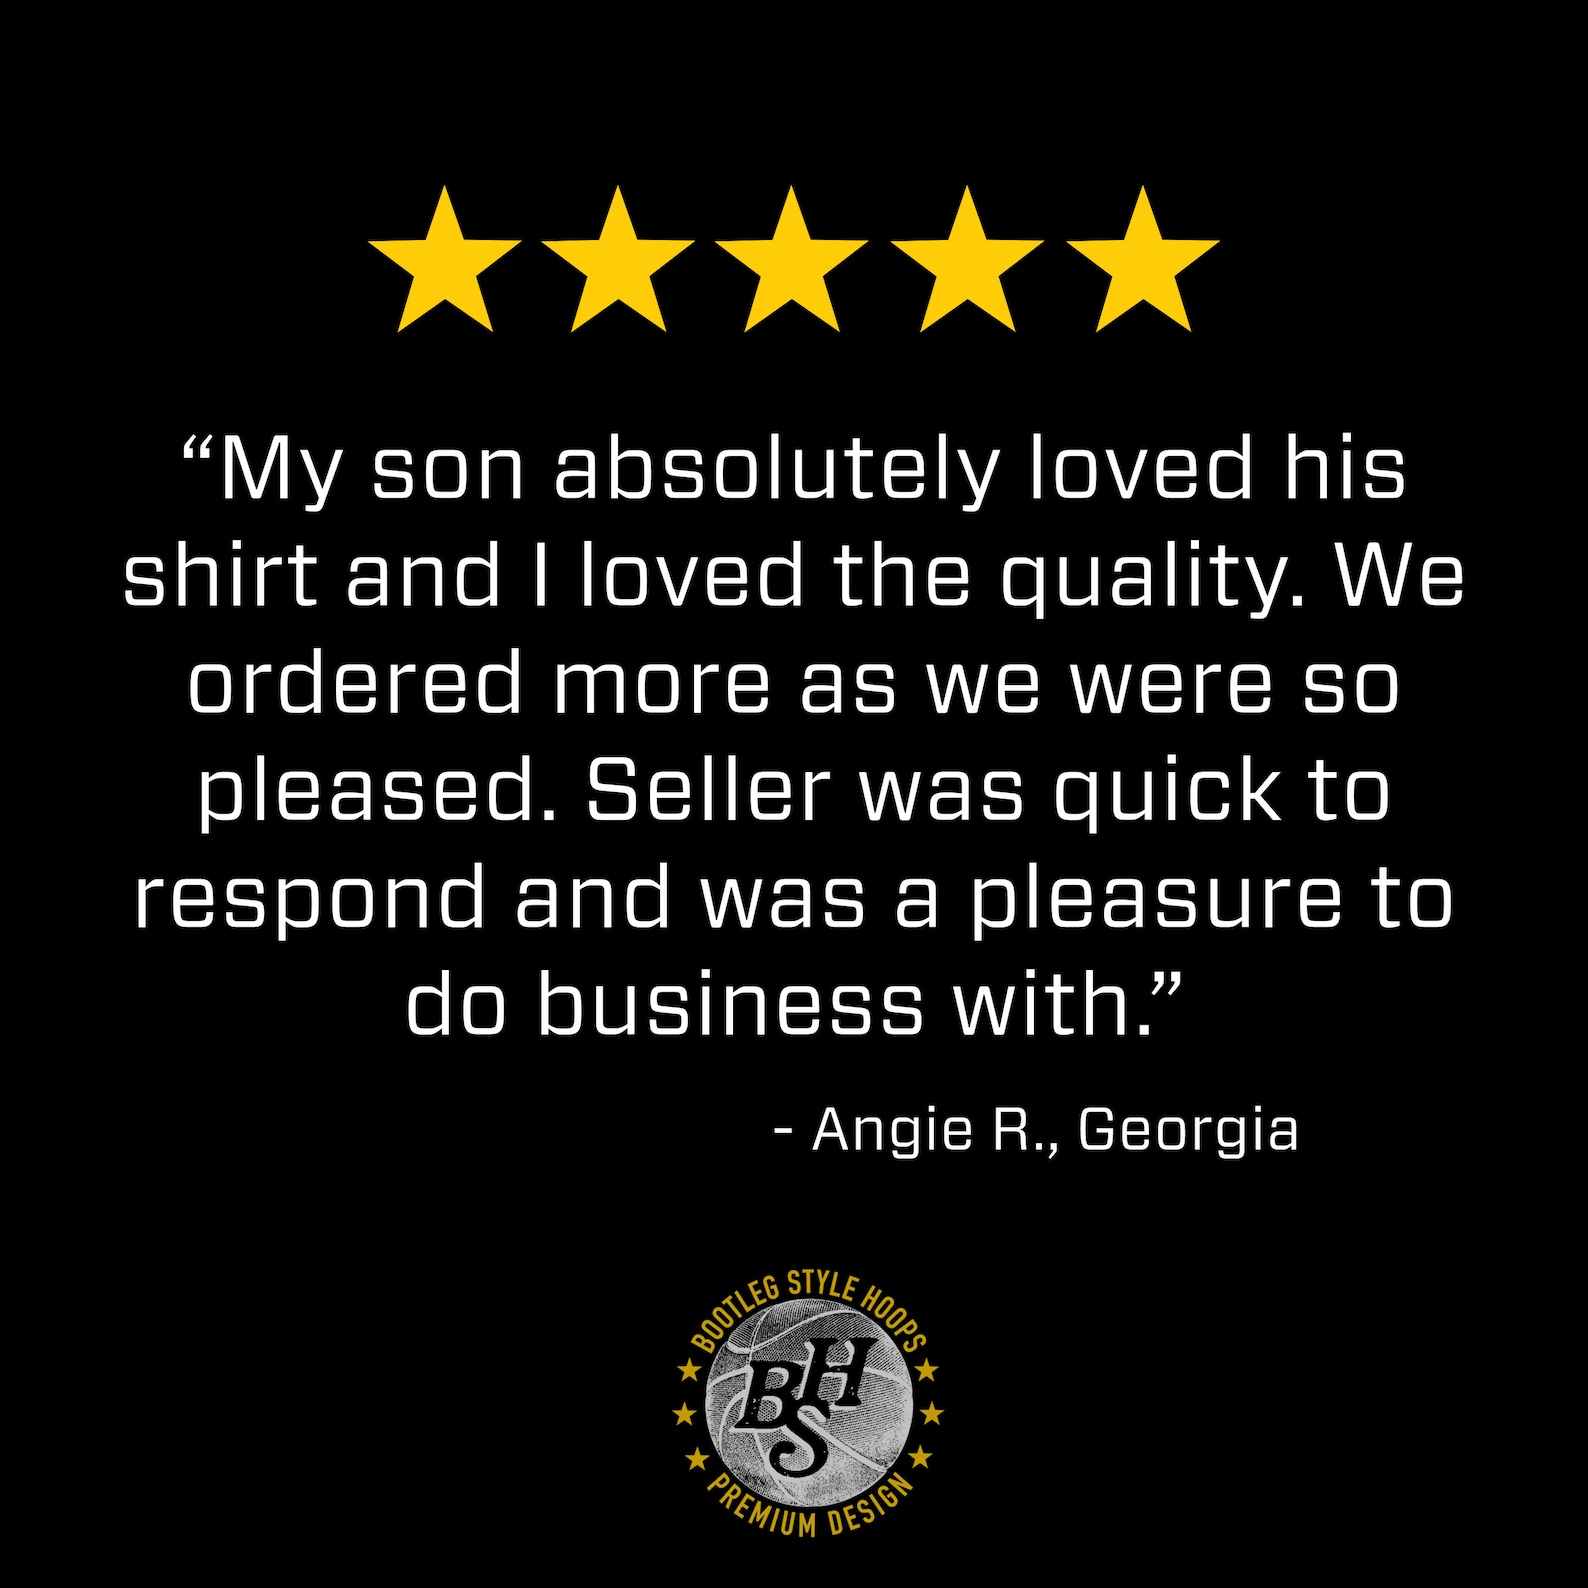 “My son absolutely loved his
shirt and I loved the quality. We
ordered more as we were so
pleased. Seller was quick to
respond and was a pleasure to
do business with.”
- Angie R., Georgia
BOOTLEG STYLE HOOPS
BSH
PREMIUM DESIGN